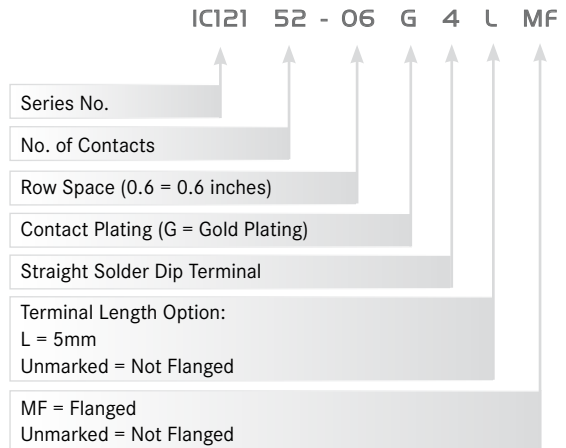 IC121 52 - 06 G 4 L MF
Series No.
No. of Contacts
Row Space (0.6 = 0.6 inches)
Contact Plating (G = Gold Plating)
Straight Solder Dip Terminal
Terminal Length Option:
L = 5mm
Unmarked = Not Flanged
MF = Flanged
Unmarked = Not Flanged